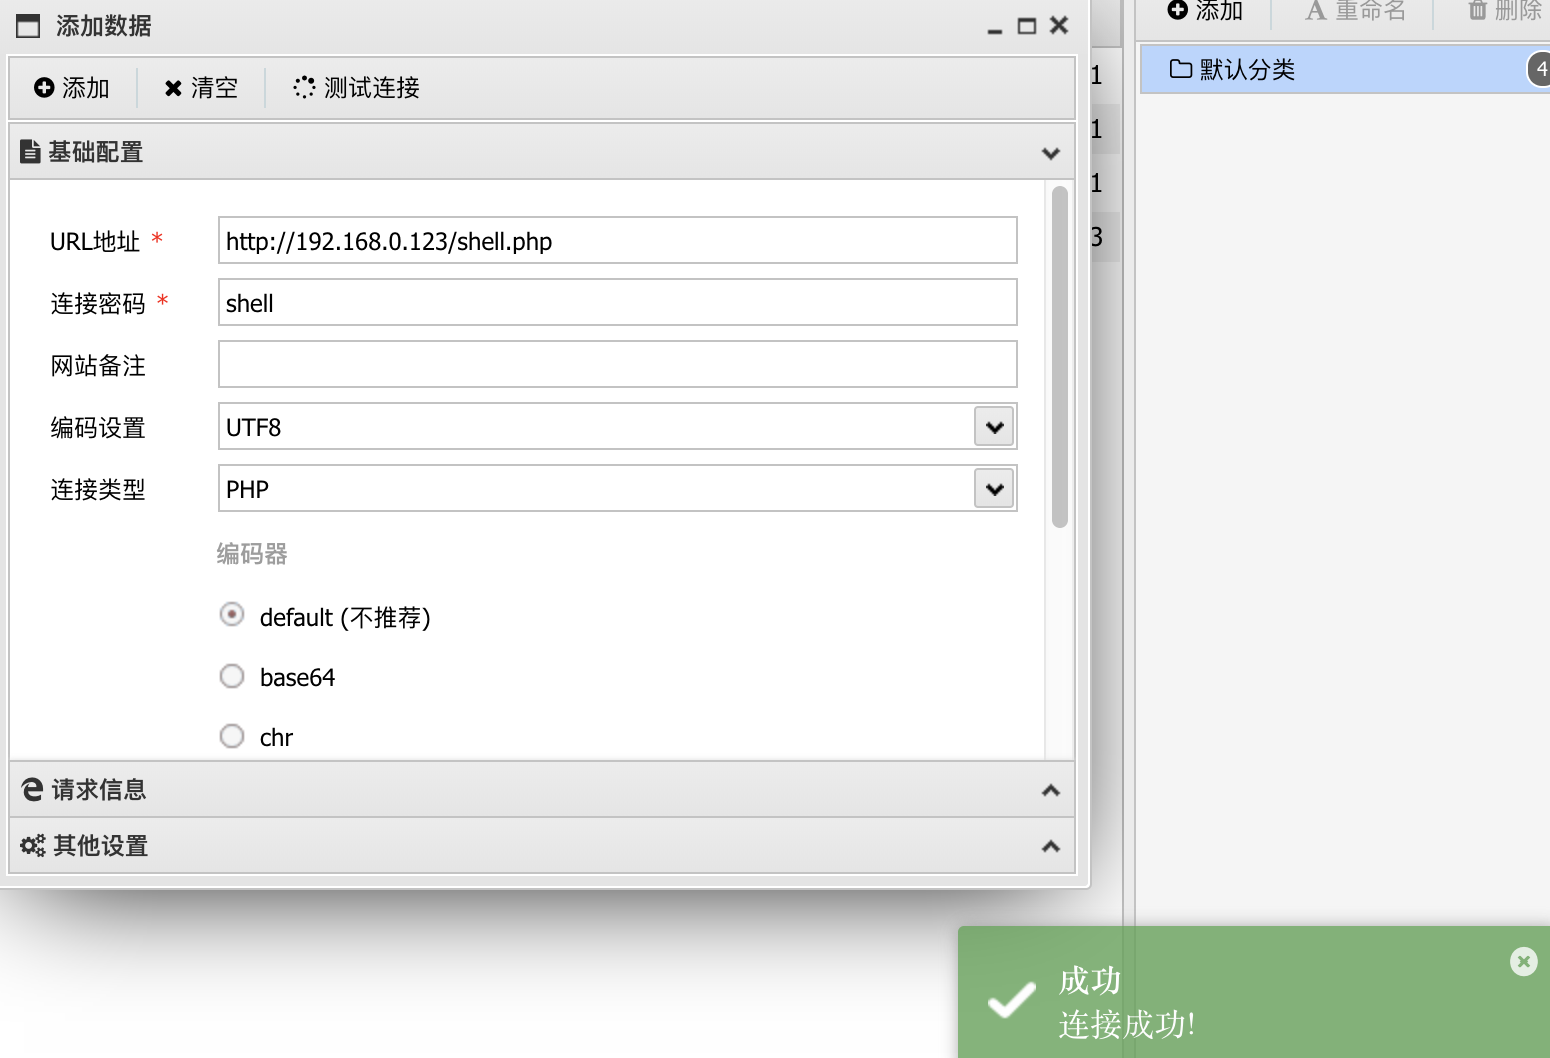 添加数据
添加 清空 测试连接
基础配置
URL地址 * http://192.168.0.123/shell.php
连接密码 * shell
网站备注
编码设置 UTF8
连接类型 PHP
编码器
default (不推荐)
base64
chr
请求信息
其他设置
1
1
1
3
添加 重命名 删除
默认分类 4
成功
连接成功!